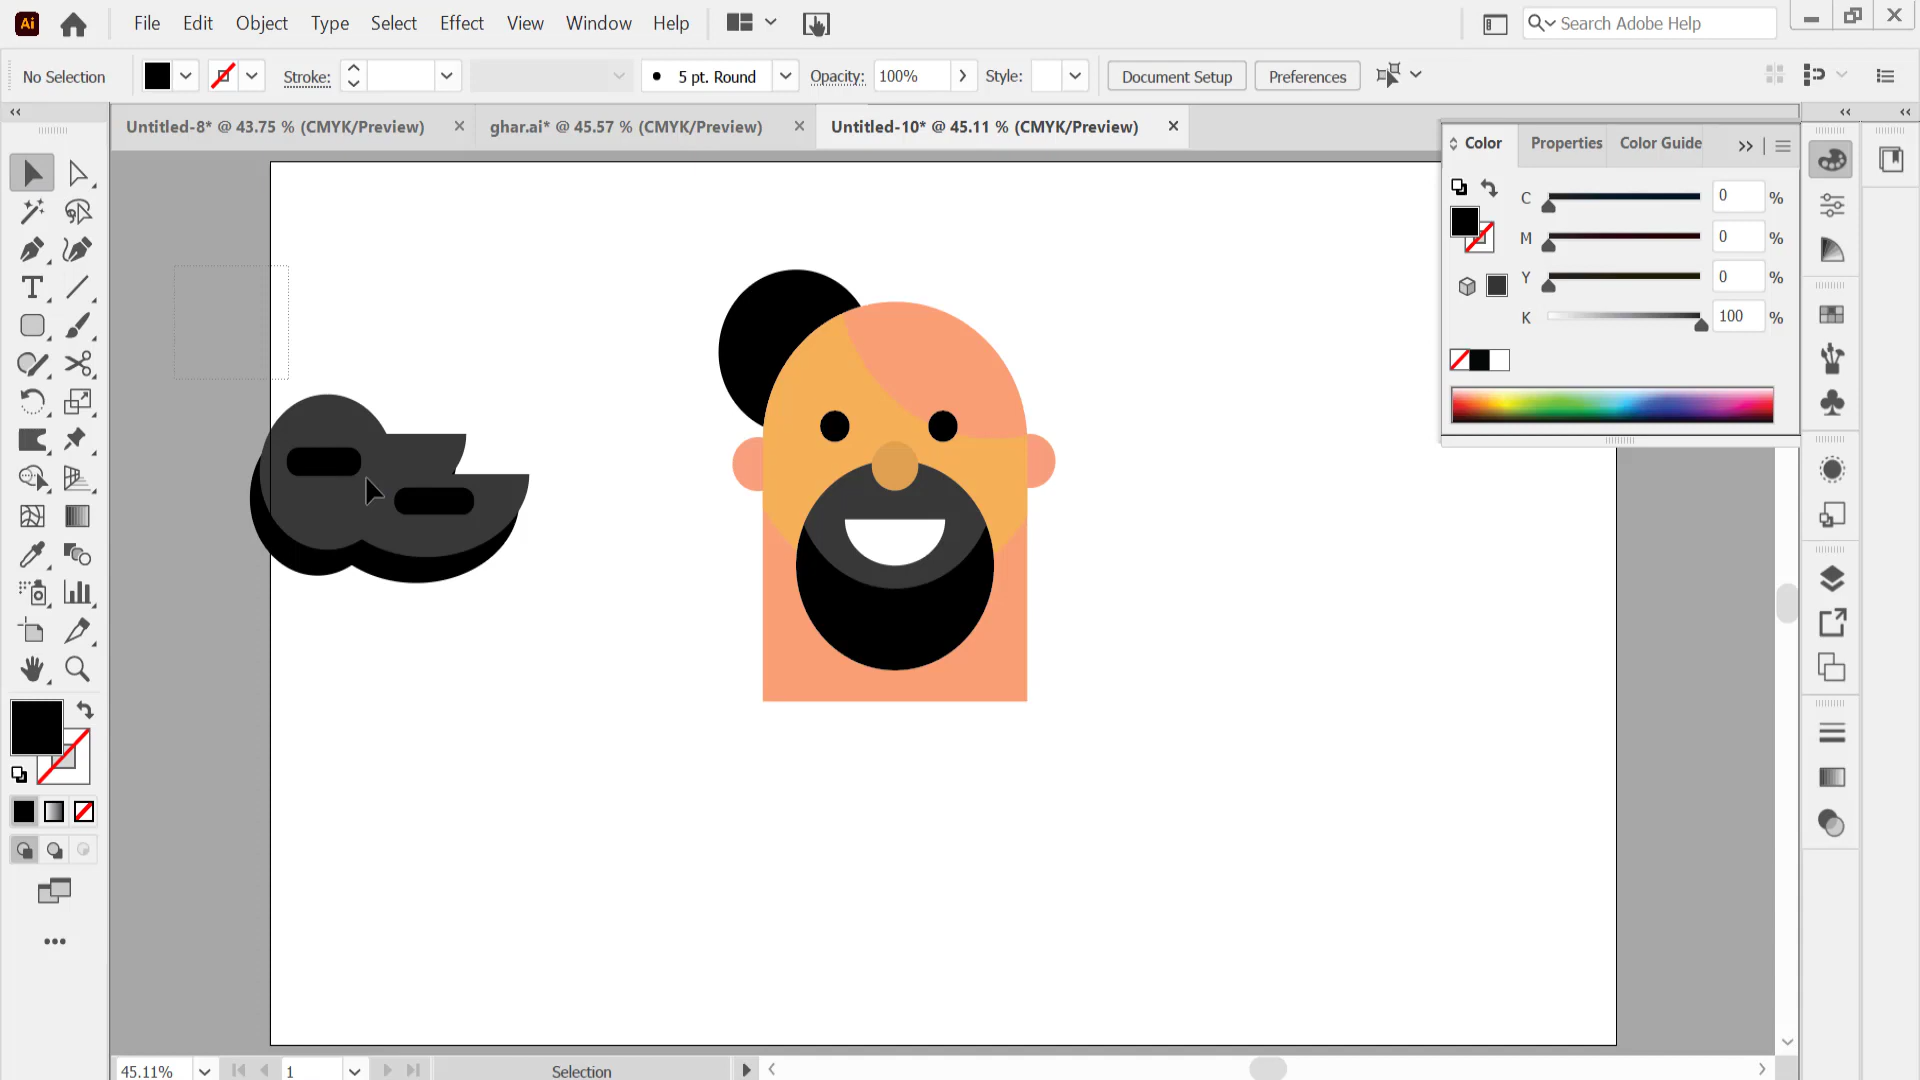 Ai File Edit Object Type Select Effect View Window Help Search Adobe Help
No Selection Stroke: 5 pt. Round Opacity: 100% Style: Document Setup Preferences
Untitled-8* @ 43.75 % (CMYK/Preview) ghar.ai* @ 45.57 % (CMYK/Preview) Untitled-10* @ 45.11 % (CMYK/Preview)
Color Properties Color Guide
C 0 %
M 0 %
Y 0 %
K 100 %
T
45.11% 1 Selection